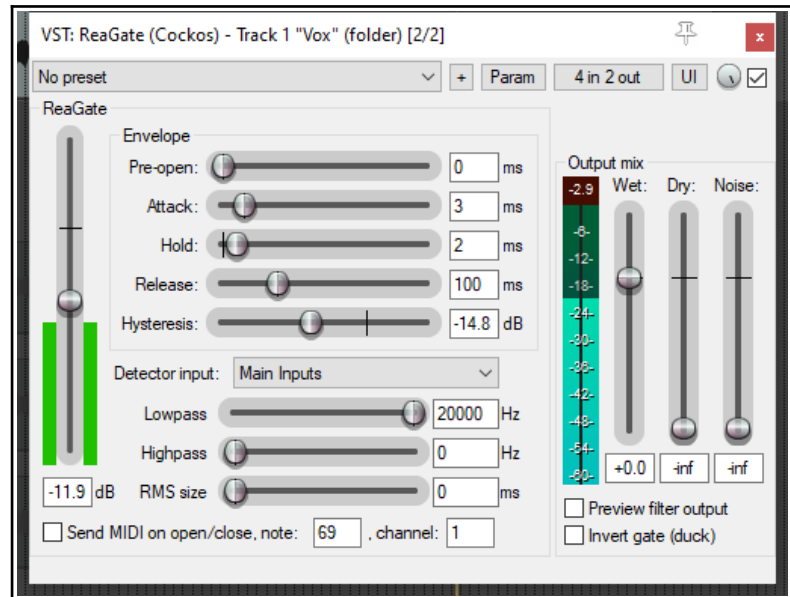 VST: ReaGate (Cockos) - Track 1 "Vox" (folder) [2/2]
x
No preset + Param 4 in 2 out UI
ReaGate
Envelope
Pre-open: 0 ms
Attack: 3 ms
Hold: 2 ms
Release: 100 ms
Hysteresis: -14.8 dB
Detector input: Main Inputs
Lowpass 20000 Hz
Highpass 0 Hz
-11.9 dB RMS size 0 ms
Send MIDI on open/close, note: 69 , channel: 1
Output mix
-2.9 Wet: Dry: Noise:
-6-
-12-
-18-
-24-
-30-
-36-
-42-
-48-
-54-
-60-
+0.0 -inf -inf
Preview filter output
Invert gate (duck)